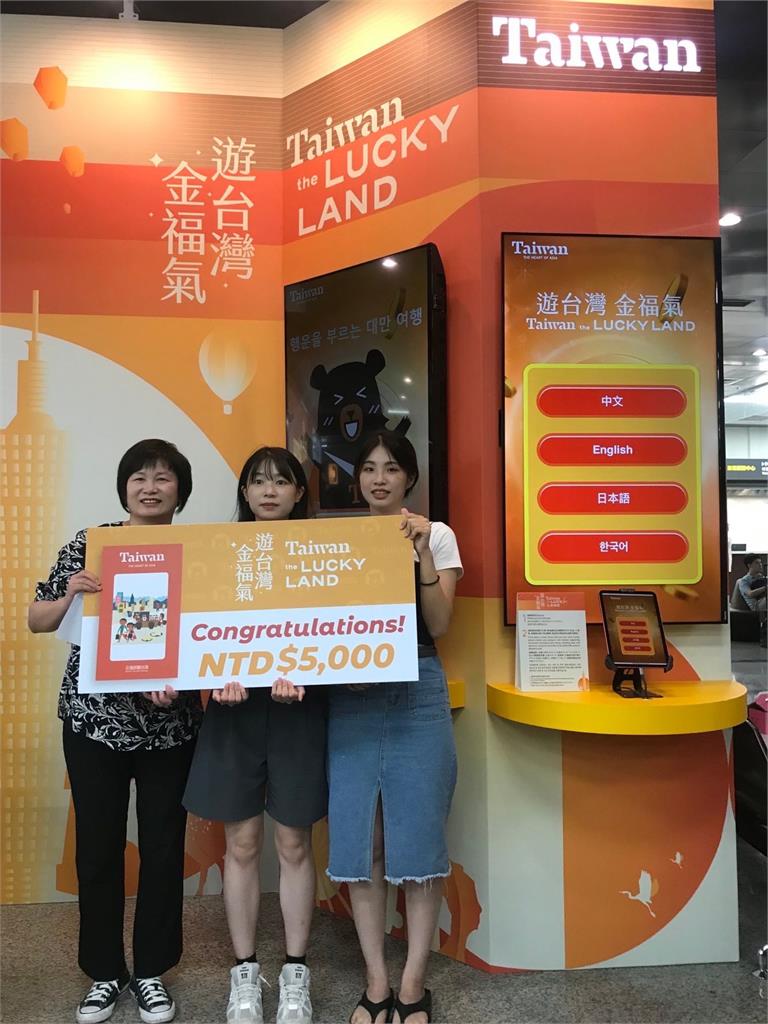 Taiwan
遊台灣
金福氣
Taiwan
the LUCKY
LAND
Taiwan
행운을 부르는 대만 여행
Taiwan
THE HEART OF ASIA
遊台灣 金福氣
Taiwan the LUCKY LAND
中文
English
日本語
한국어
Taiwan
THE HEART OF ASIA
遊台灣
金福氣
Taiwan
the LUCKY
LAND
Congratulations!
NTD $5,000